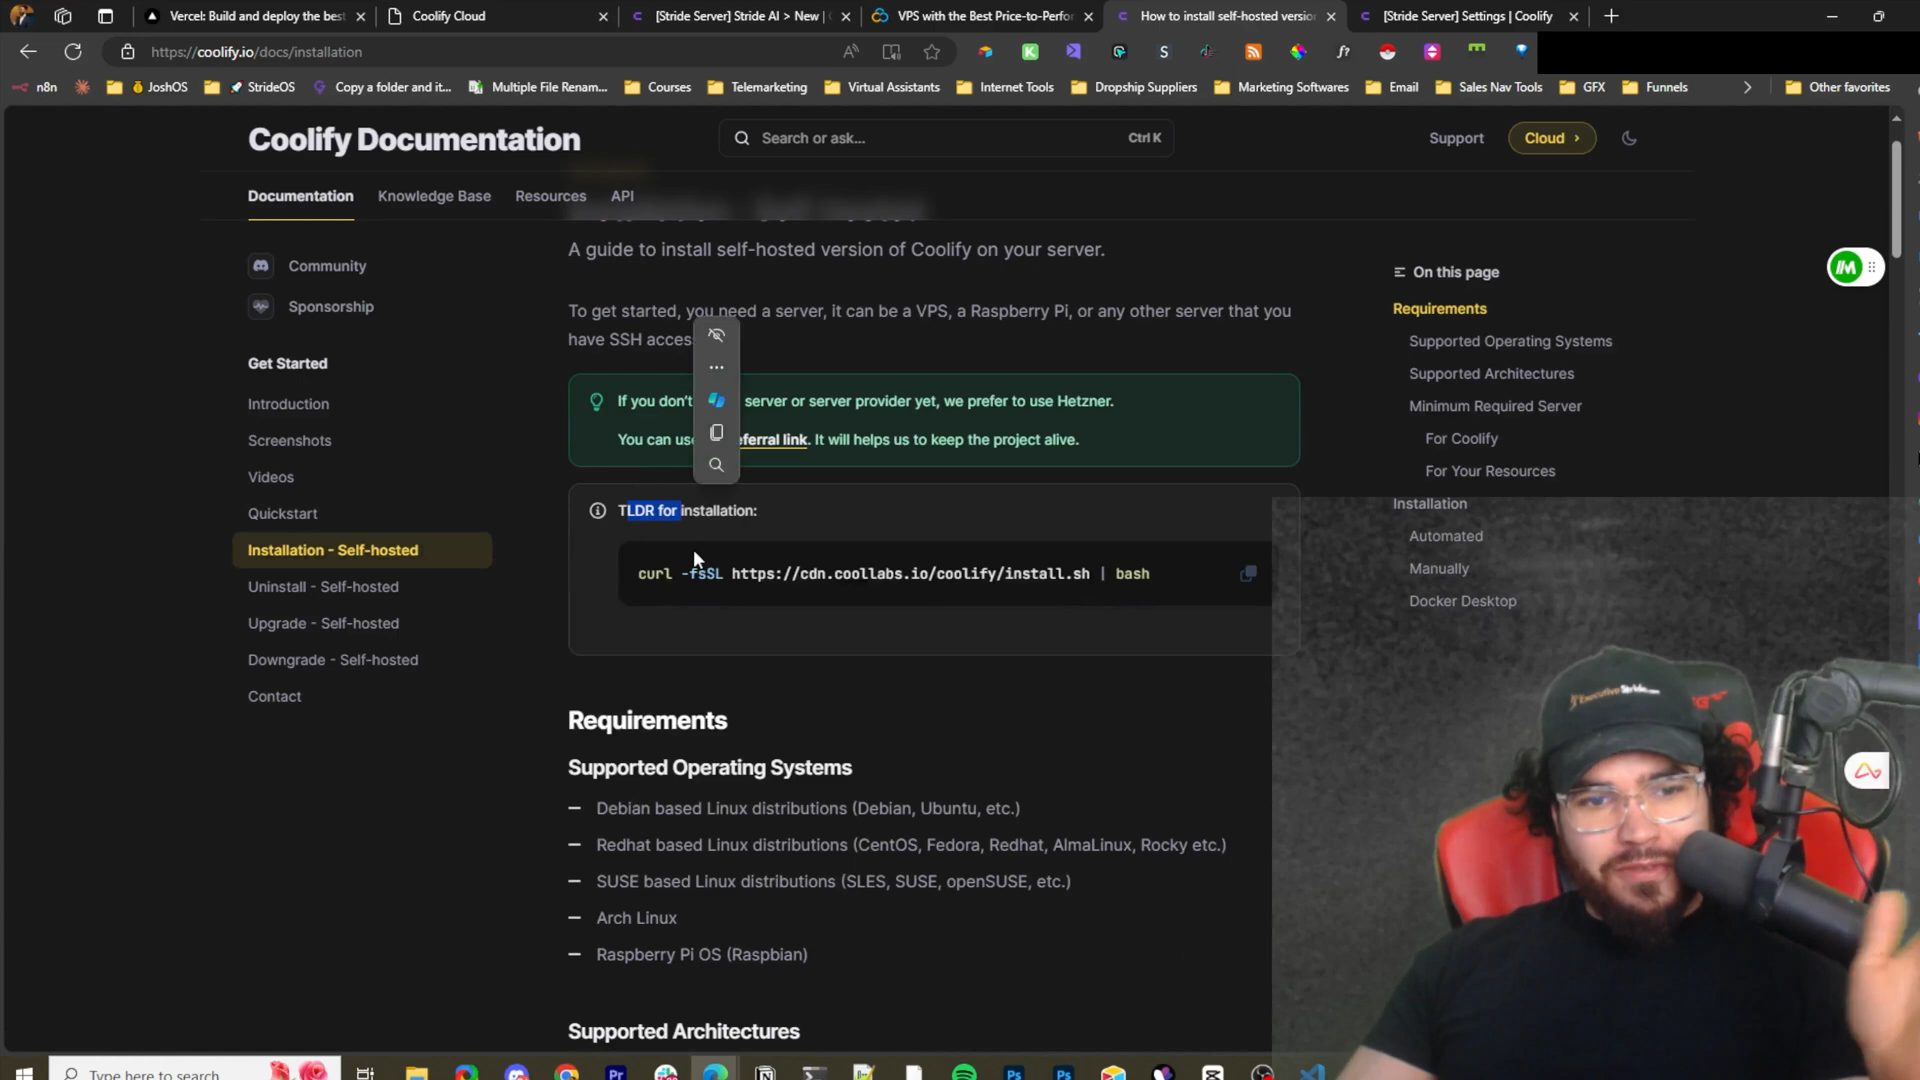 Vercel: Build and deploy the best
Coolify Cloud
[Stride Server] Stride AI > New |
VPS with the Best Price-to-Perfor
How to install self-hosted versio
[Stride Server] Settings | Coolify
https://coolify.io/docs/installation
n8n
JoshOS
StrideOS
Copy a folder and it...
Multiple File Renam...
Courses
Telemarketing
Virtual Assistants
Internet Tools
Dropship Suppliers
Marketing Softwares
Email
Sales Nav Tools
GFX
Funnels
Other favorites
Coolify Documentation
Search or ask...
Ctrl K
Support
Cloud
Documentation
Knowledge Base
Resources
API
Community
Sponsorship
Get Started
Introduction
Screenshots
Videos
Quickstart
Installation - Self-hosted
Uninstall - Self-hosted
Upgrade - Self-hosted
Downgrade - Self-hosted
Contact
A guide to install self-hosted version of Coolify on your server.
To get started, you need a server, it can be a VPS, a Raspberry Pi, or any other server that you
have SSH acces
If you don't server or server provider yet, we prefer to use Hetzner.
You can use eferral link. It will helps us to keep the project alive.
TLDR for installation:
curl -fsSL https://cdn.coollabs.io/coolify/install.sh | bash
Requirements
Supported Operating Systems
Debian based Linux distributions (Debian, Ubuntu, etc.)
Redhat based Linux distributions (CentOS, Fedora, Redhat, AlmaLinux, Rocky etc.)
SUSE based Linux distributions (SLES, SUSE, openSUSE, etc.)
Arch Linux
Raspberry Pi OS (Raspbian)
Supported Architectures
On this page
Requirements
Supported Operating Systems
Supported Architectures
Minimum Required Server
For Coolify
For Your Resources
Installation
Automated
Manually
Docker Desktop
ExecutiveStride.com
Type here to search